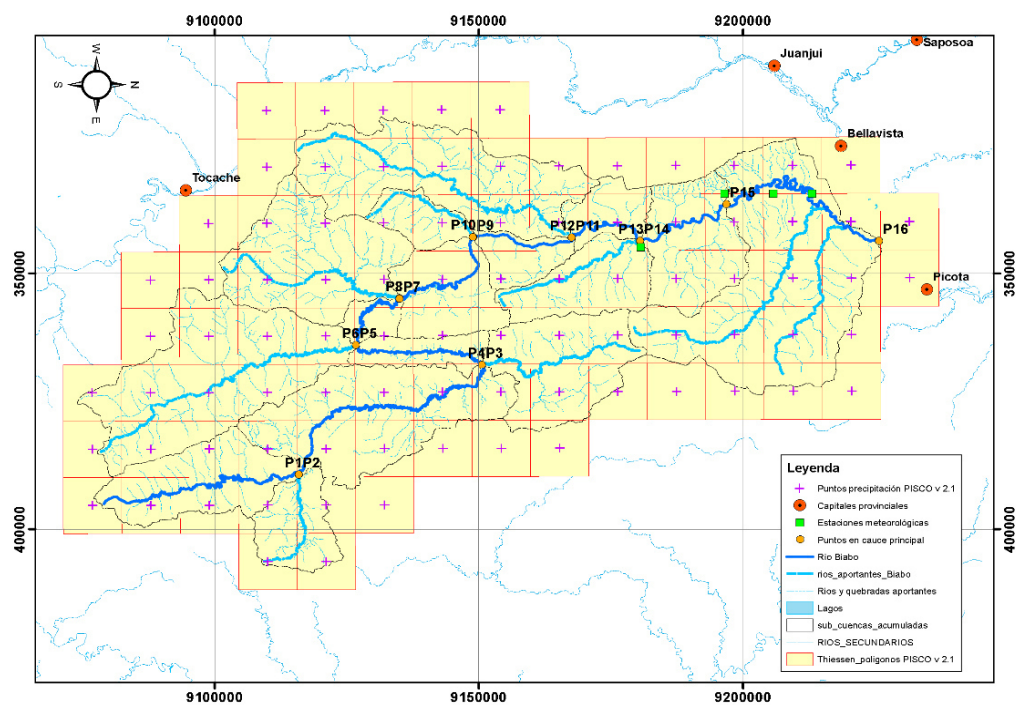 9100000
9150000
9200000
W
S
N
E
Saposoa
Juanjui
Bellavista
Tocache
P15
P10P9
P12P11
P13P14
P16
3500000
3500000
Picota
P8P7
P6P5
P4P3
P1P2
400000
400000
Leyenda
Puntos precipitación PISCO v 2.1
Capitales provinciales
Estaciones meteorológicas
Puntos en cauce principal
Rio Biabo
rios_aportantes_Biabo
Rios y quebradas aportantes
Lagos
sub_cuencas_acumuladas
RIOS_SECUNDARIOS
Thiessen_poligonos PISCO v 2.1
9100000
9150000
9200000